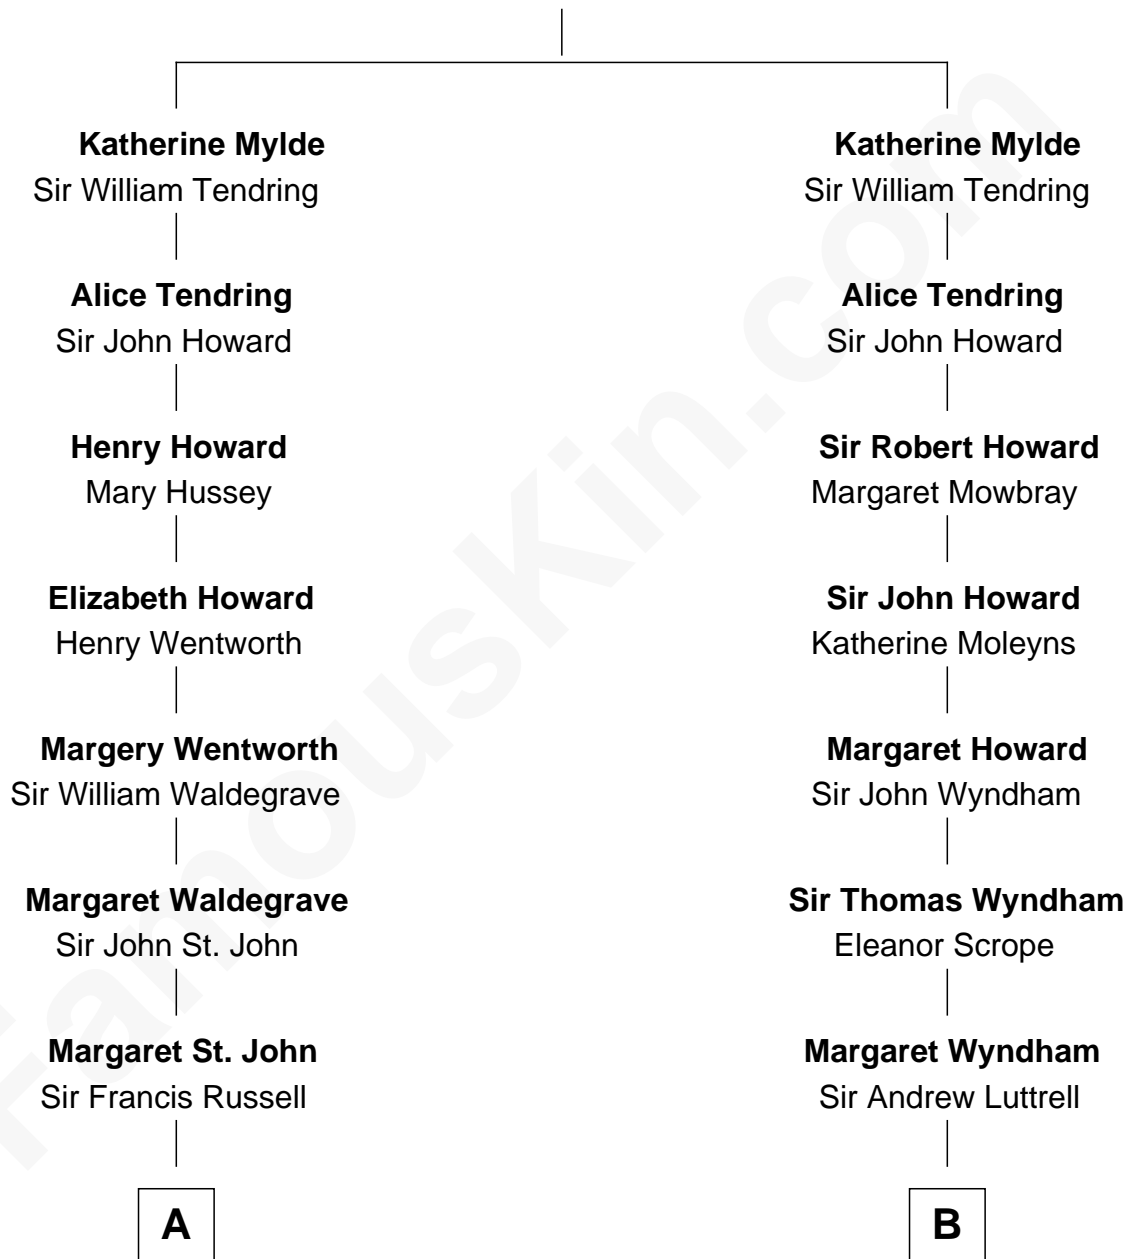 Katherine Mylde
Sir William Tendring
Alice Tendring
Sir John Howard
Henry Howard
Mary Hussey
Elizabeth Howard
Henry Wentworth
Margery Wentworth
Sir William Waldegrave
Margaret Waldegrave
Sir John St. John
Margaret St. John
Sir Francis Russell
A
Katherine Mylde
Sir William Tendring
Alice Tendring
Sir John Howard
Sir Robert Howard
Margaret Mowbray
Sir John Howard
Katherine Moleyns
Margaret Howard
Sir John Wyndham
Sir Thomas Wyndham
Eleanor Scrope
Margaret Wyndham
Sir Andrew Luttrell
B
FamousKin.com